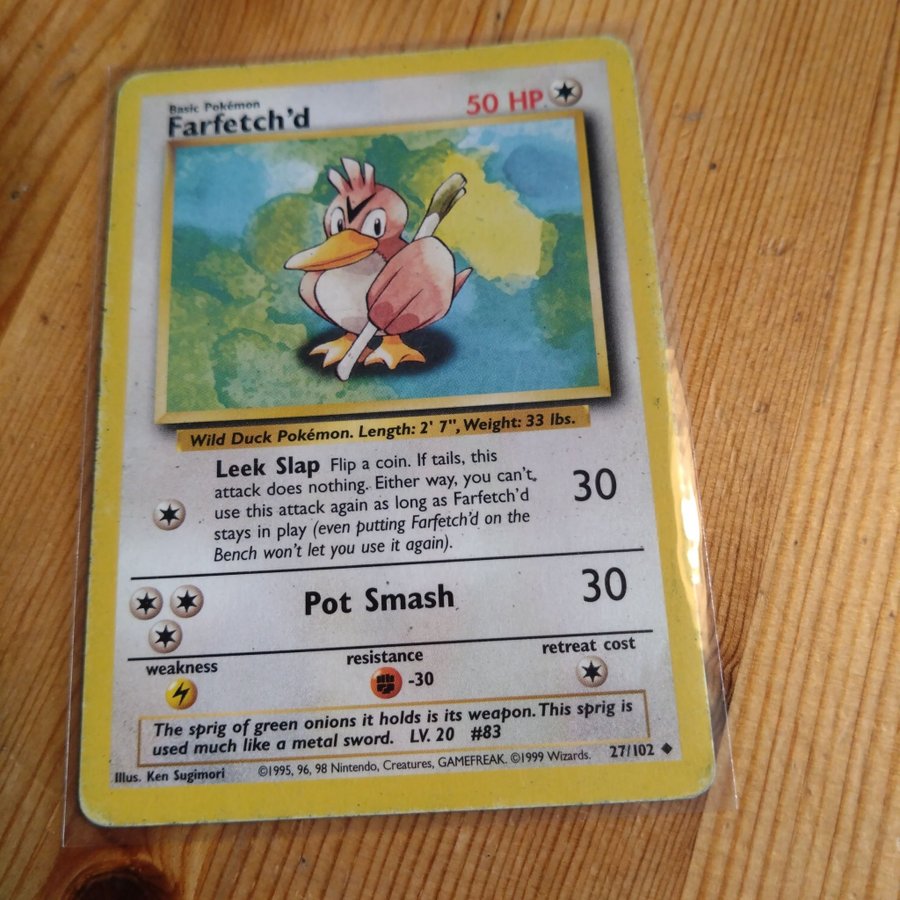 Basic Pokémon
Farfetch'd
50 HP
Wild Duck Pokémon. Length: 2' 7", Weight: 33 lbs.
Leek Slap Flip a coin. If tails, this
attack does nothing. Either way, you can't
use this attack again as long as Farfetch'd
stays in play (even putting Farfetch'd on the
Bench won't let you use it again).
30
Pot Smash
30
weakness
resistance
retreat cost
-30
The sprig of green onions it holds is its weapon. This sprig is
used much like a metal sword. LV. 20 #83
Illus. Ken Sugimori
©1995, 96, 98 Nintendo, Creatures, GAMEFREAK. ©1999 Wizards.
27/102